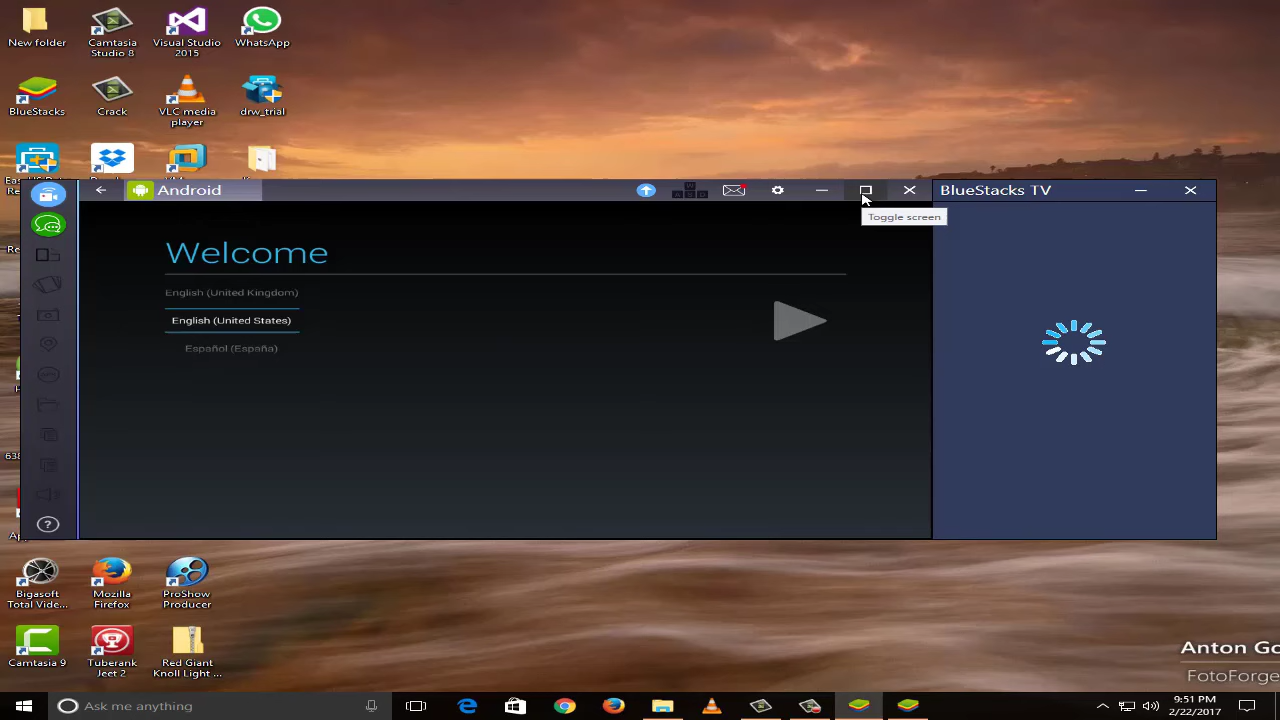 New folder
Camtasia
Studio 8
Visual Studio
2015
WhatsApp
BlueStacks
Crack
VLC media
player
drw_trial
Android
Toggle screen
BlueStacks TV
Welcome
English (United Kingdom)
English (United States)
Español (España)
?
Bigasoft
Total Vide...
Mozilla
Firefox
ProShow
Producer
Camtasia 9
Tuberank
Jeet 2
Red Giant
Knoll Light ...
Anton Go
FotoForge
Ask me anything
9:51 PM
2/22/2017